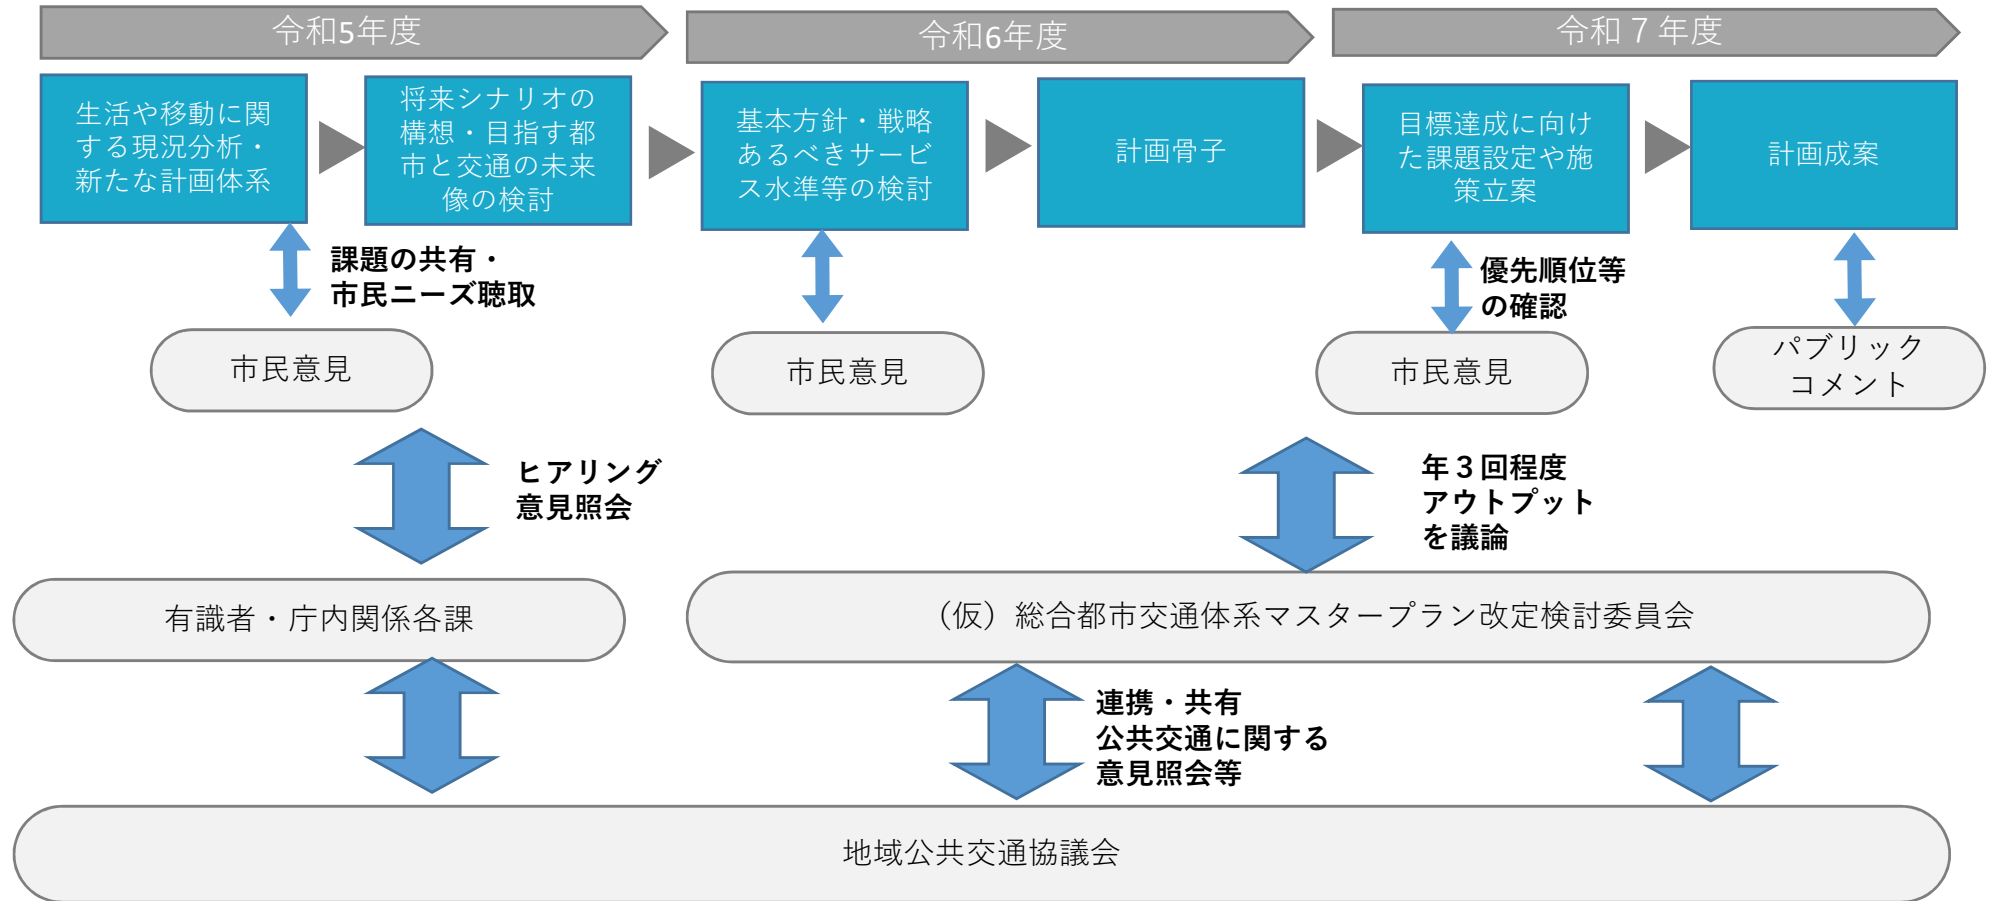 令和5年度
令和6年度
令和７年度
生活や移動に関
する現況分析・
新たな計画体系
将来シナリオの
構想・目指す都
市と交通の未来
像の検討
基本方針・戦略
あるべきサービ
ス水準等の検討
計画骨子
目標達成に向け
た課題設定や施
策立案
計画成案
課題の共有・
市民ニーズ聴取
優先順位等
の確認
市民意見
市民意見
市民意見
パブリック
コメント
ヒアリング
意見照会
年３回程度
アウトプット
を議論
有識者・庁内関係各課
（仮）総合都市交通体系マスタープラン改定検討委員会
連携・共有
公共交通に関する
意見照会等
地域公共交通協議会